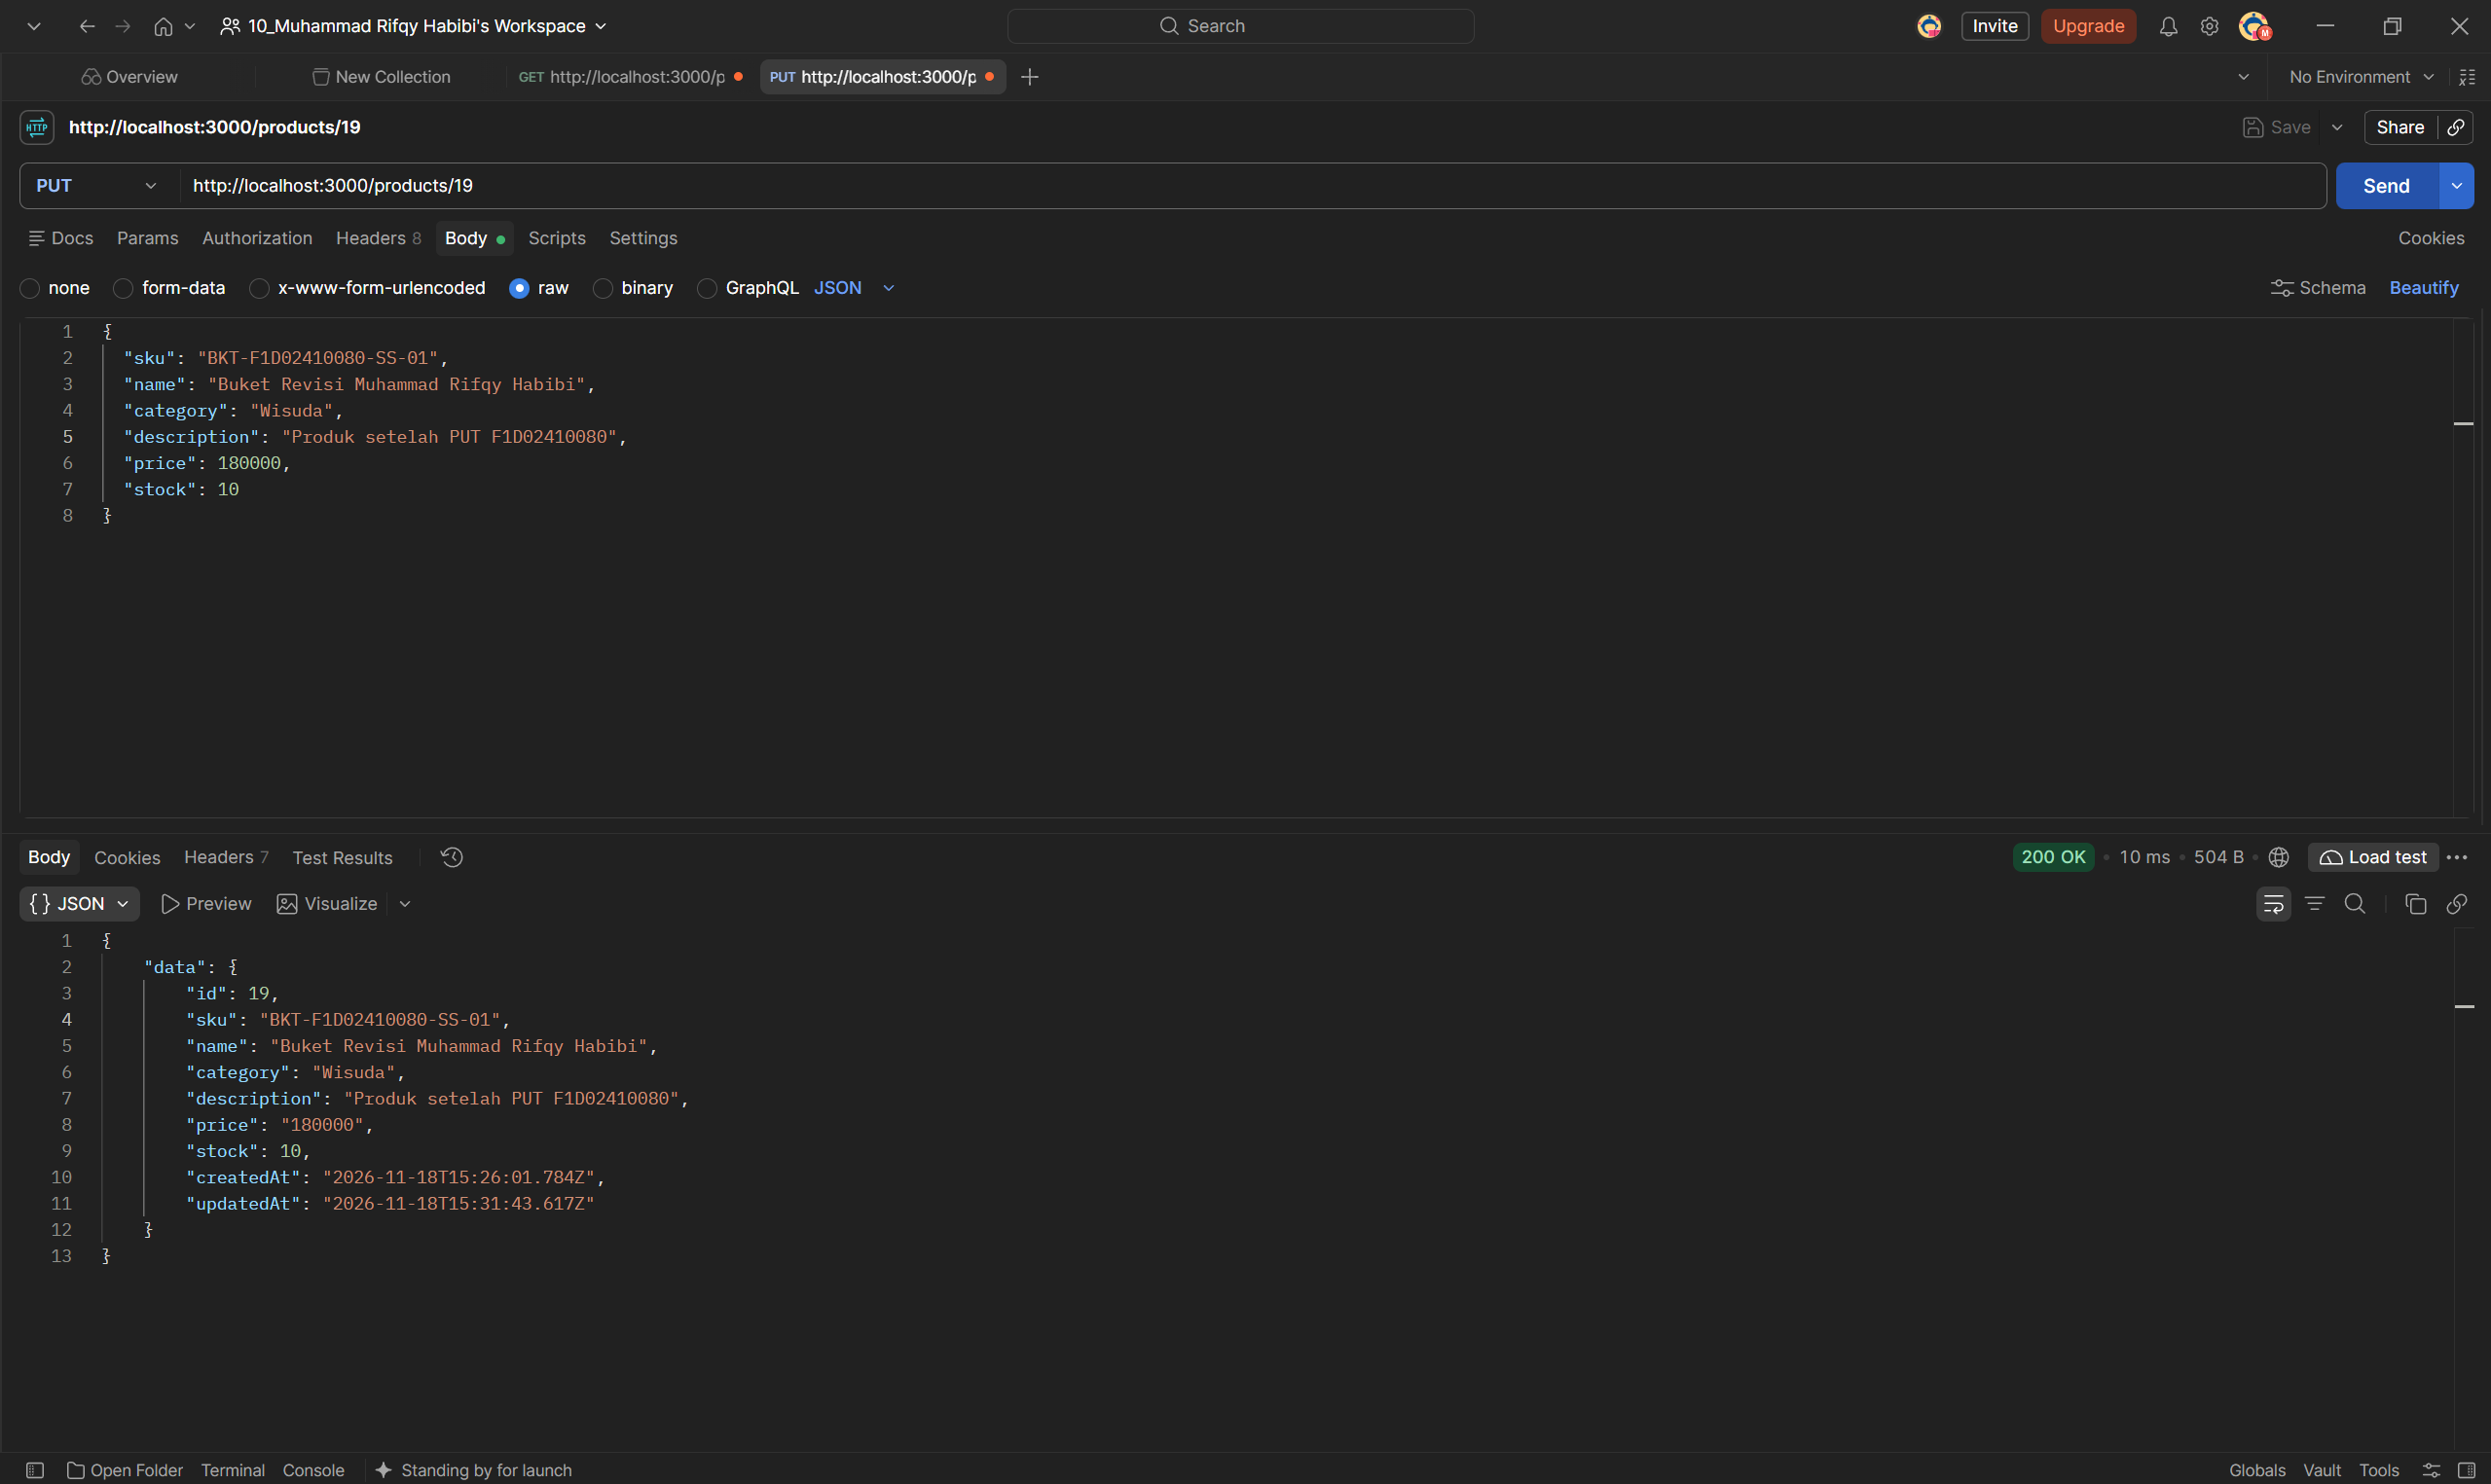 10_Muhammad Rifqy Habibi's Workspace
Search
Invite
Upgrade
M
Overview
New Collection
GET http://localhost:3000/p
PUT http://localhost:3000/p
No Environment
HTTP
http://localhost:3000/products/19
Save
Share
PUT
http://localhost:3000/products/19
Send
Docs
Params
Authorization
Headers 8
Body
Scripts
Settings
Cookies
none
form-data
x-www-form-urlencoded
raw
binary
GraphQL
JSON
Schema
Beautify
1 {
2 "sku": "BKT-F1D02410080-SS-01",
3 "name": "Buket Revisi Muhammad Rifqy Habibi",
4 "category": "Wisuda",
5 "description": "Produk setelah PUT F1D02410080",
6 "price": 180000,
7 "stock": 10
8 }
Body
Cookies
Headers 7
Test Results
200 OK
10 ms
504 B
Load test
{} JSON
Preview
Visualize
1 {
2 "data": {
3 "id": 19,
4 "sku": "BKT-F1D02410080-SS-01",
5 "name": "Buket Revisi Muhammad Rifqy Habibi",
6 "category": "Wisuda",
7 "description": "Produk setelah PUT F1D02410080",
8 "price": "180000",
9 "stock": 10,
10 "createdAt": "2026-11-18T15:26:01.784Z",
11 "updatedAt": "2026-11-18T15:31:43.617Z"
12 }
13 }
Open Folder
Terminal
Console
Standing by for launch
Globals
Vault
Tools